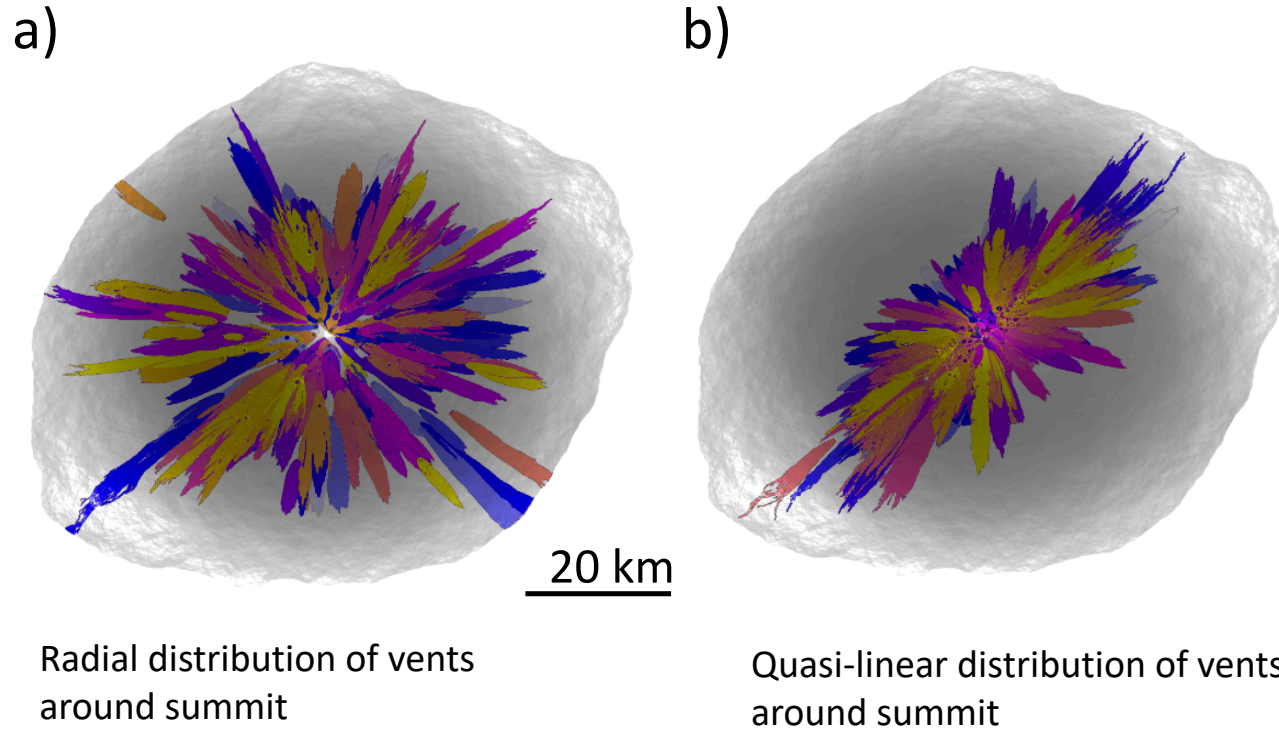 a)
b)
20 km
Radial distribution of vents
around summit
Quasi-linear distribution of vents
around summit